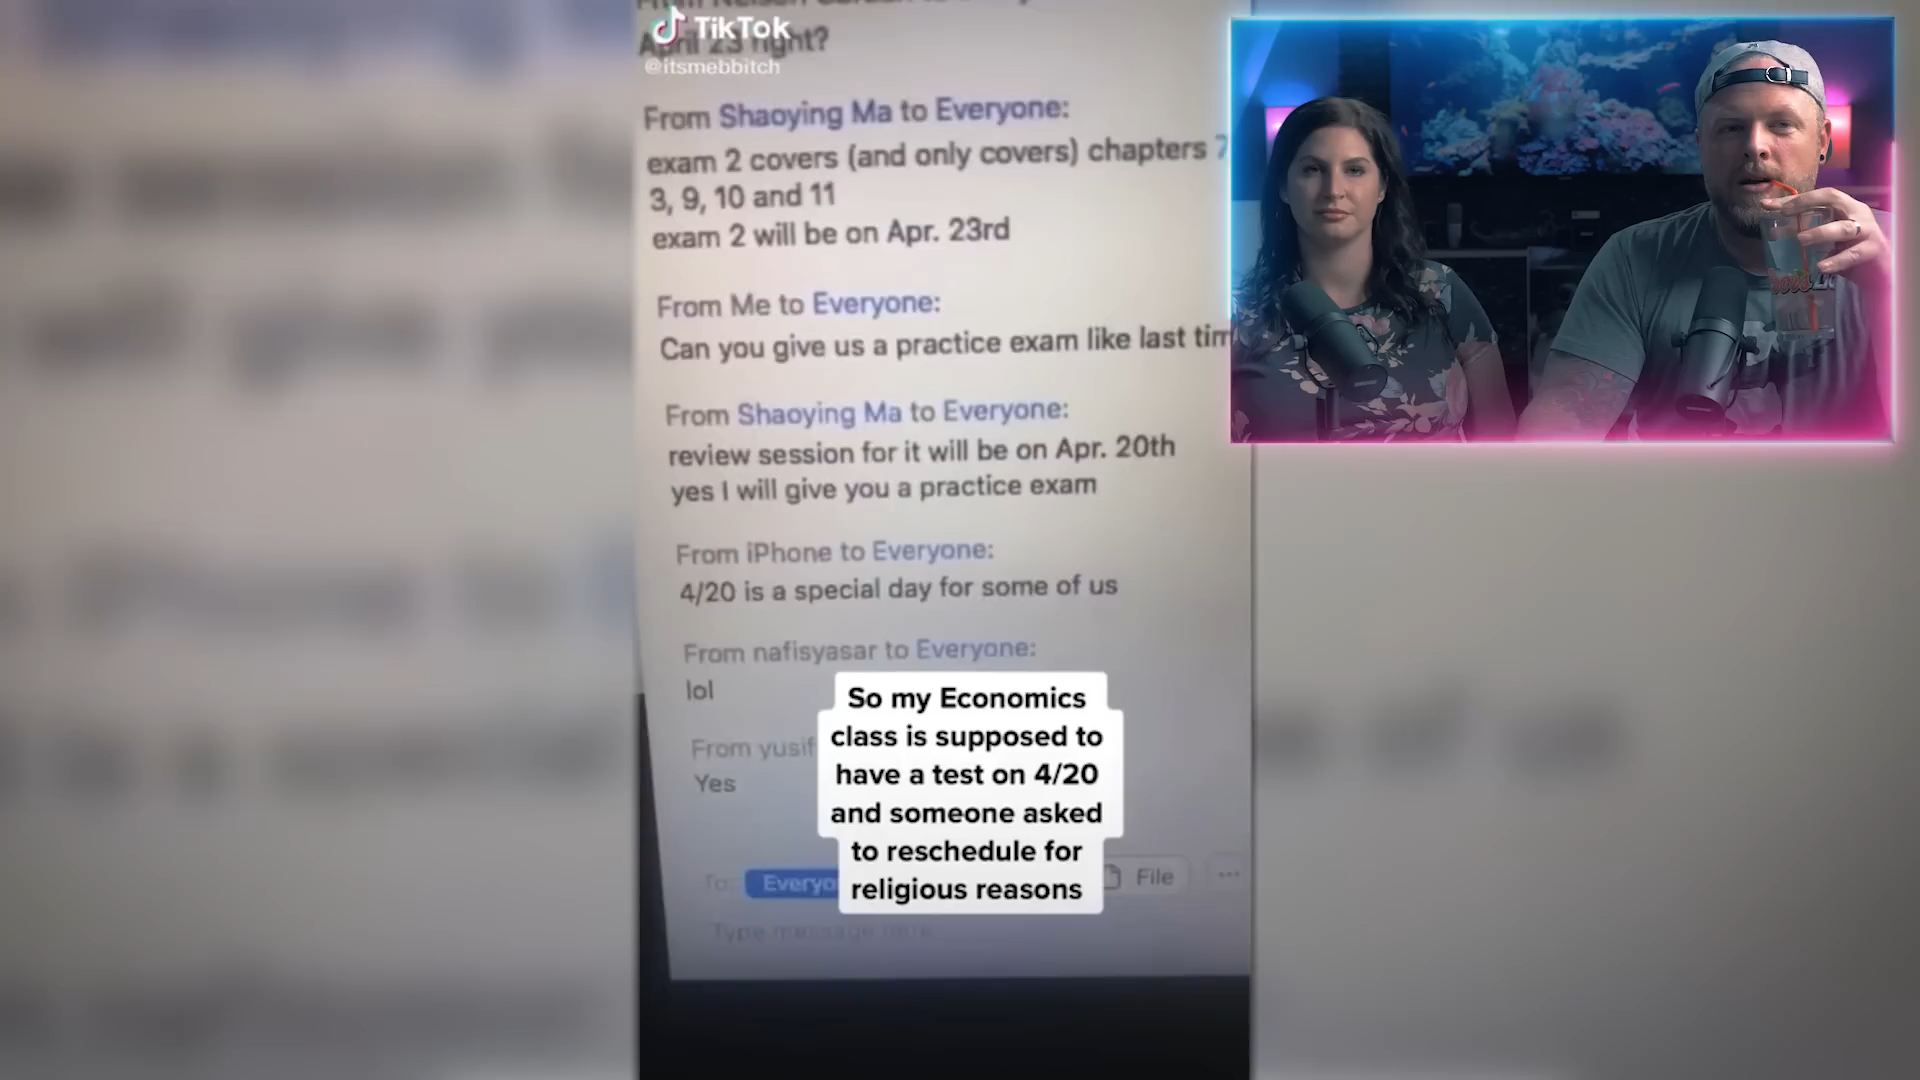 April 23 right?
TikTok
@itsmebbitch
From Shaoying Ma to Everyone:
exam 2 covers (and only covers) chapters 7
3, 9, 10 and 11
exam 2 will be on Apr. 23rd
From Me to Everyone:
Can you give us a practice exam like last tim
From Shaoying Ma to Everyone:
review session for it will be on Apr. 20th
yes I will give you a practice exam
From iPhone to Everyone:
4/20 is a special day for some of us
From nafisyasar to Everyone:
lol
From yusif
Yes
So my Economics
class is supposed to
have a test on 4/20
and someone asked
to reschedule for
religious reasons
To: Everyo
File
Type message here